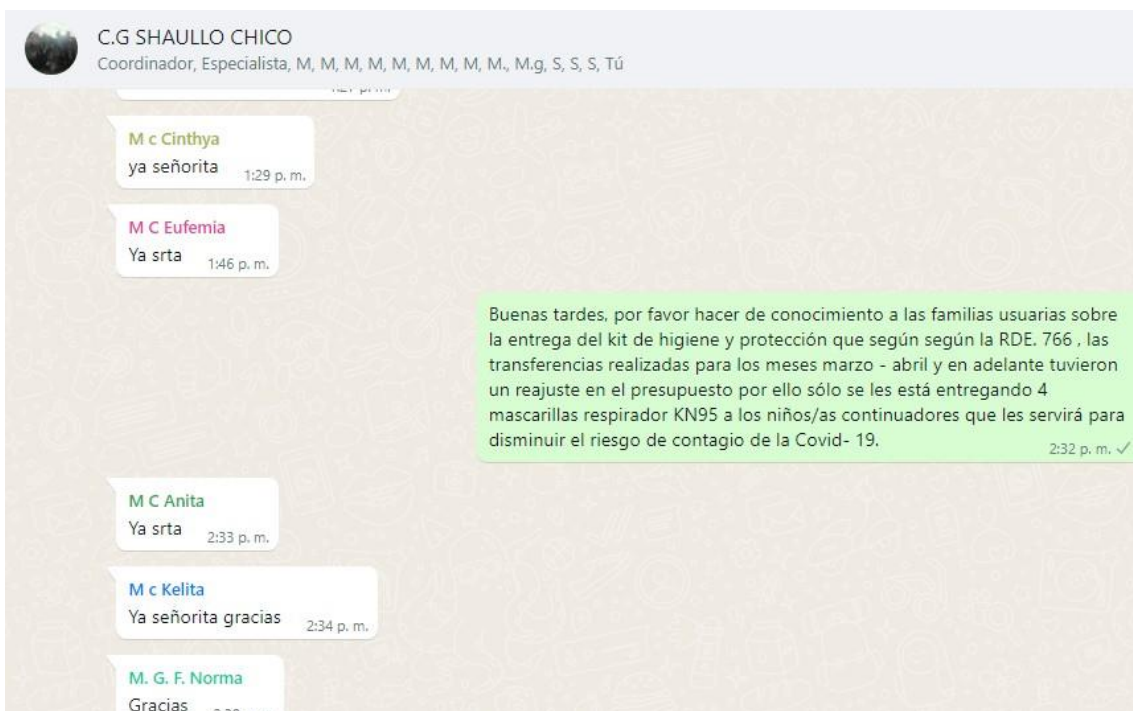 C.G SHAULLO CHICO
Coordinador, Especialista, M, M, M, M, M, M, M, M, M., M.g, S, S, S, Tú
M c Cinthya
ya señorita 1:29 p. m.
M C Eufemia
Ya srta 1:46 p. m.
Buenas tardes, por favor hacer de conocimiento a las familias usuarias sobre
la entrega del kit de higiene y protección que según según la RDE. 766 , las
transferencias realizadas para los meses marzo - abril y en adelante tuvieron
un reajuste en el presupuesto por ello sólo se les está entregando 4
mascarillas respirador KN95 a los niños/as continuadores que les servirá para
disminuir el riesgo de contagio de la Covid- 19. 2:32 p. m.
M C Anita
Ya srta 2:33 p. m.
M c Kelita
Ya señorita gracias 2:34 p. m.
M. G. F. Norma
Gracias